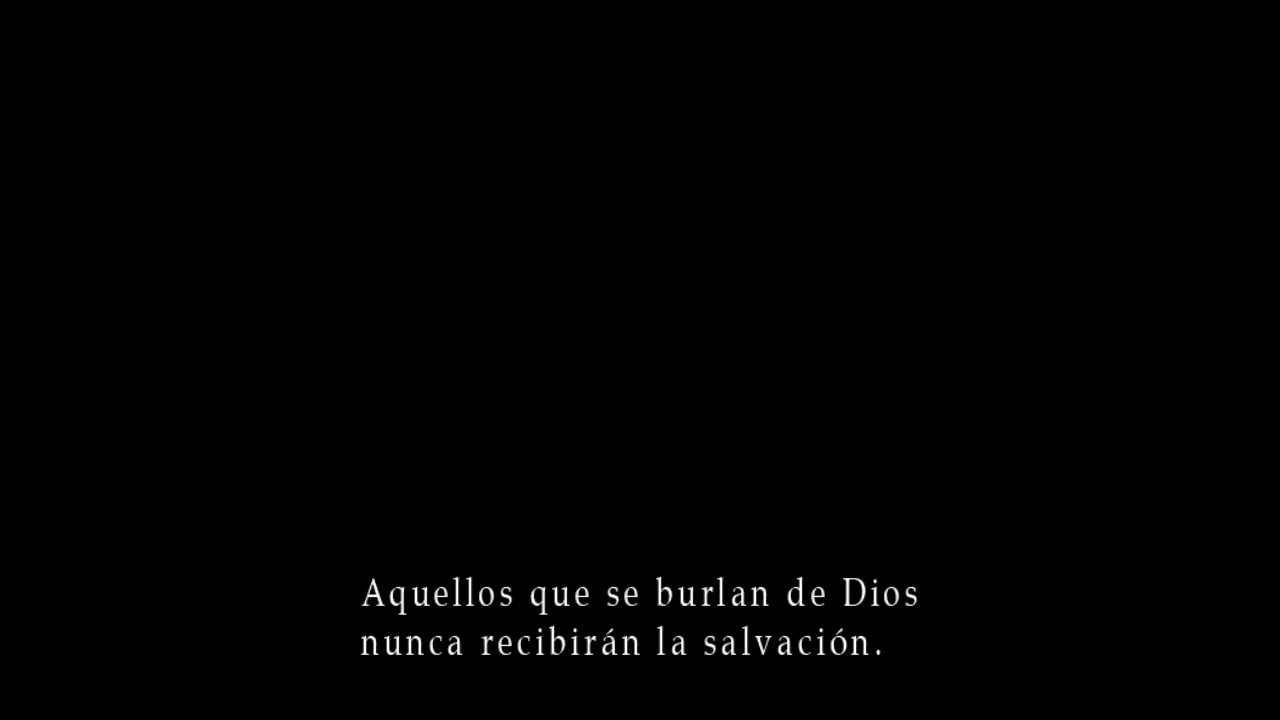 Aquellos que se burlan de Dios
nunca recibirán la salvación.